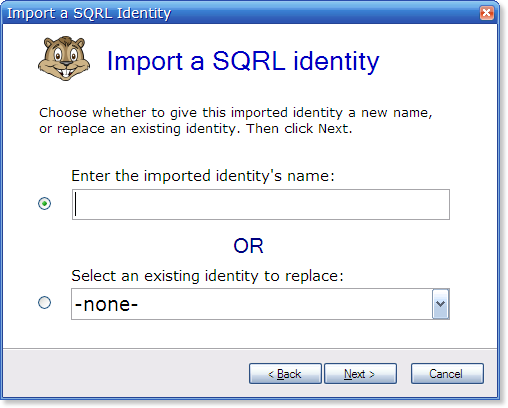 Import a SQRL Identity
Import a SQRL identity
Choose whether to give this imported identity a new name,
or replace an existing identity. Then click Next.
Enter the imported identity's name:
OR
Select an existing identity to replace:
-none-
< Back
Next >
Cancel